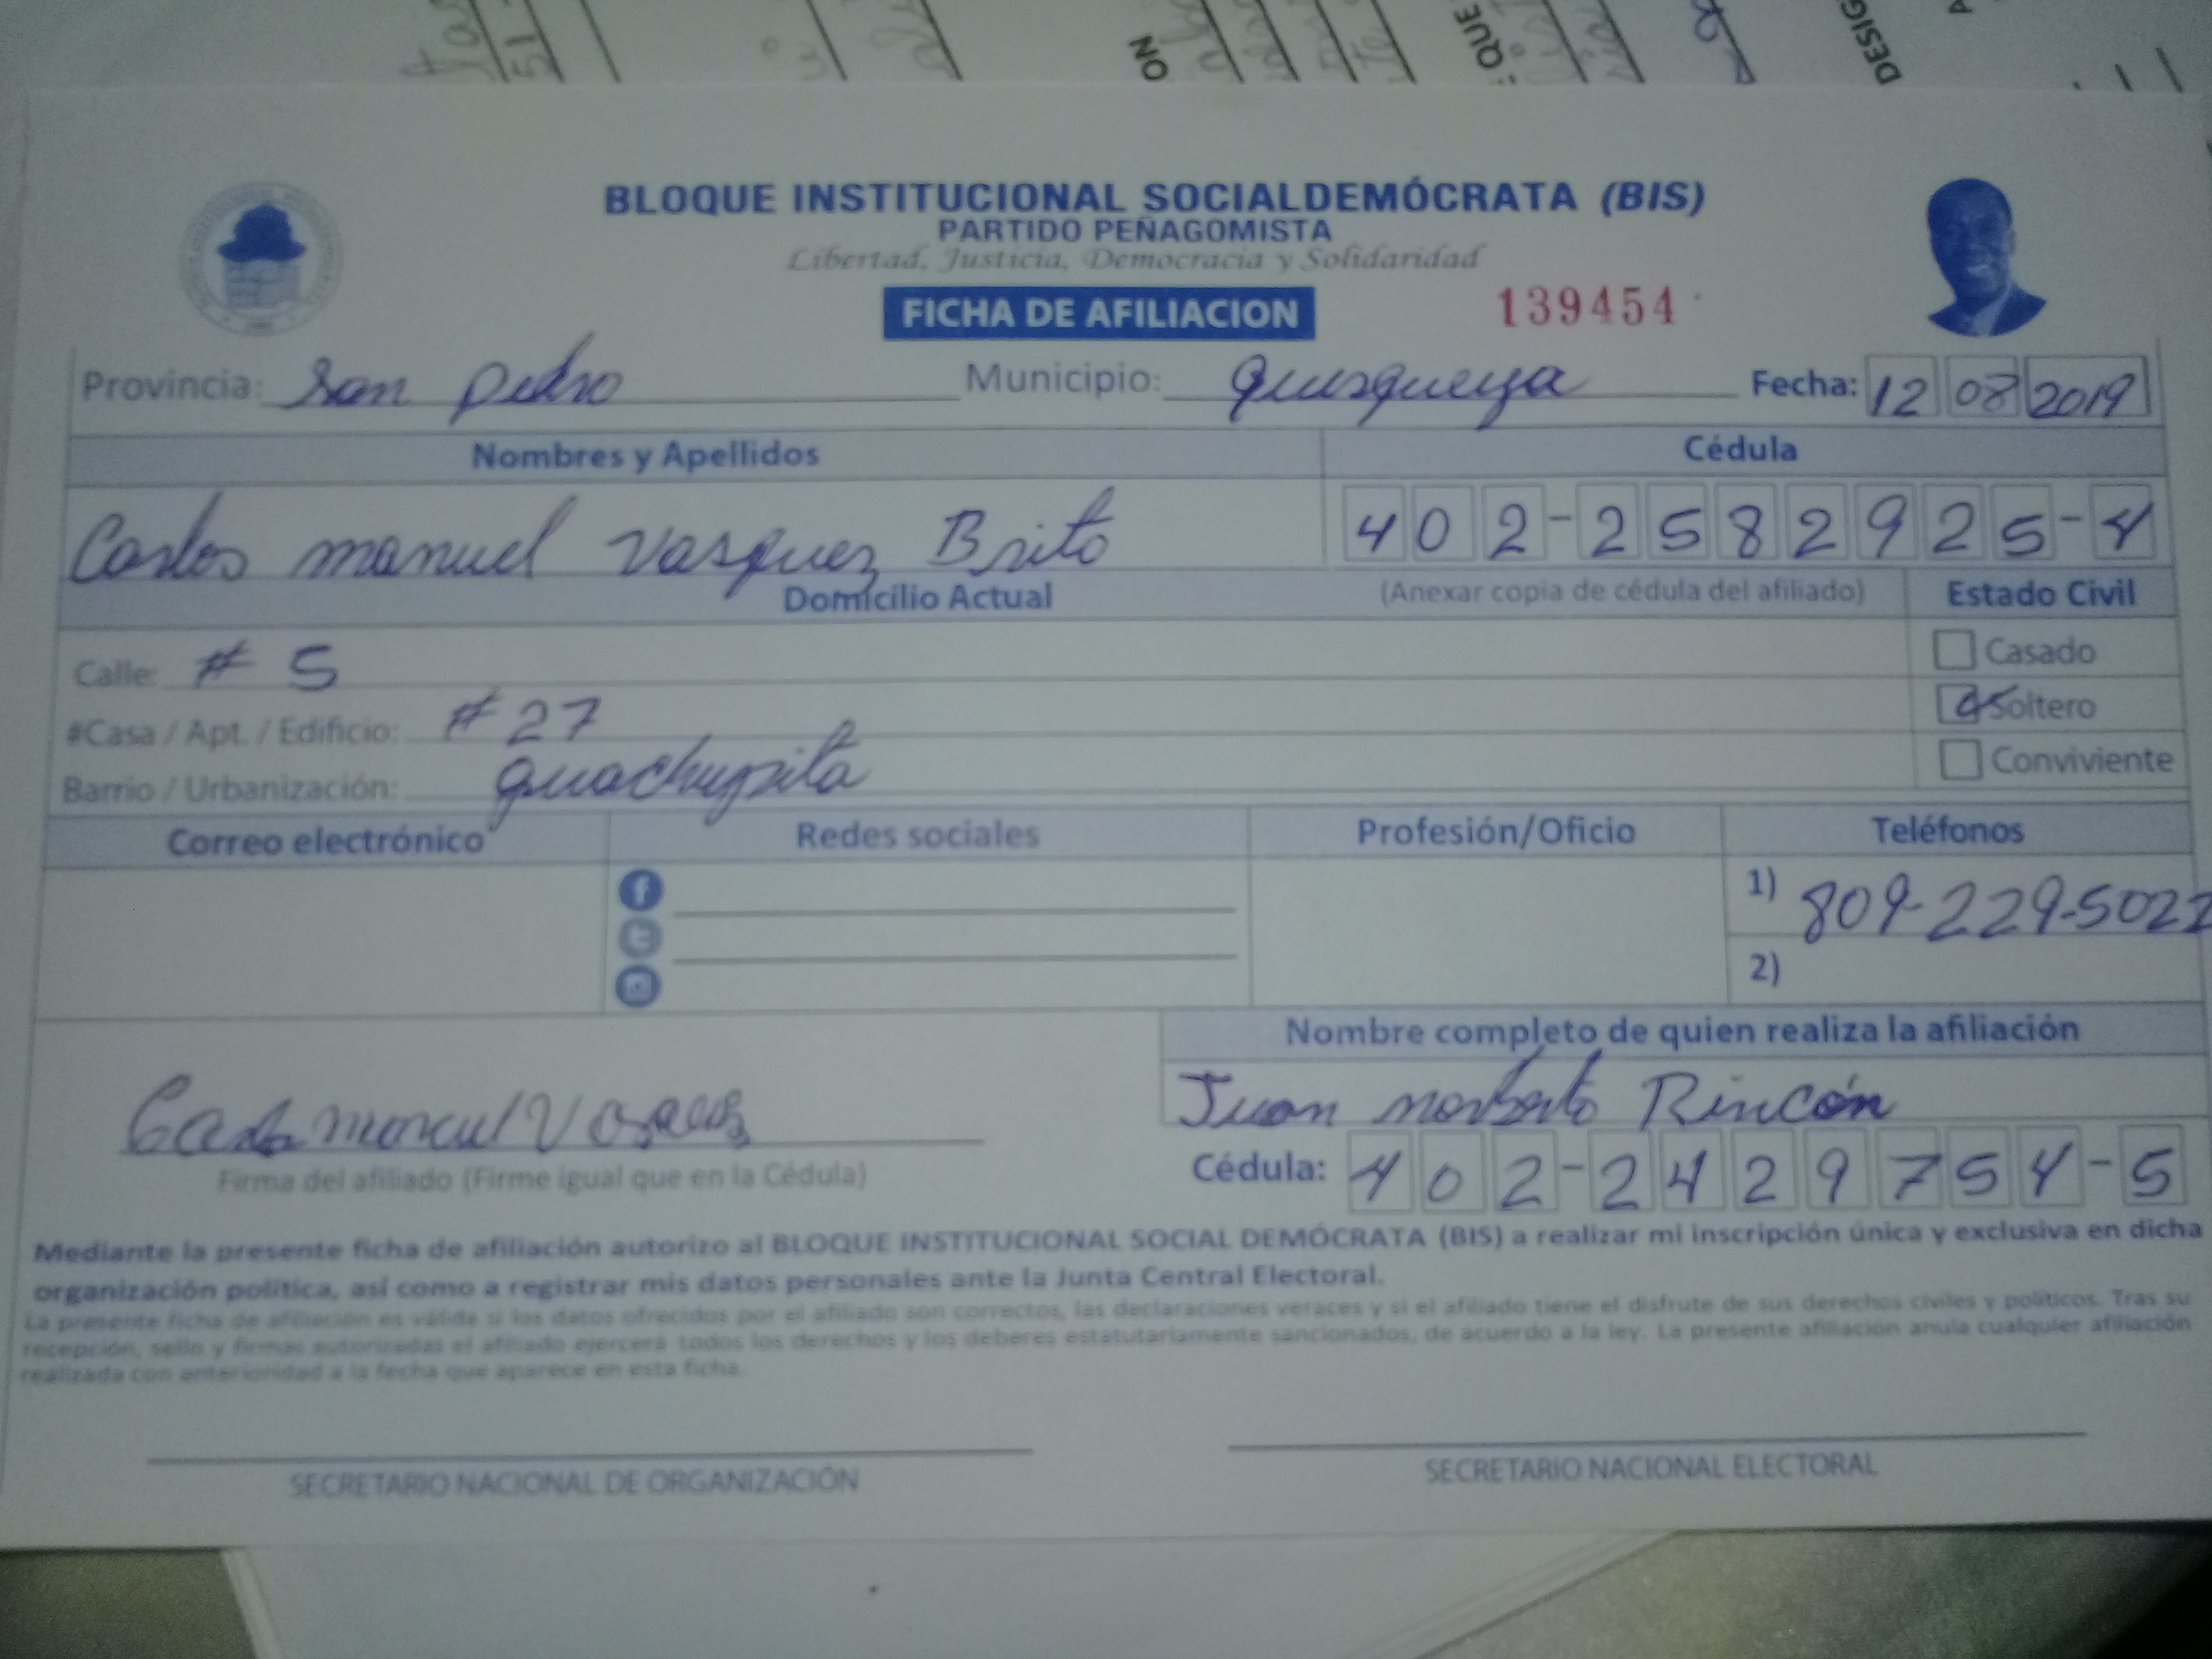 ON
QUE
DESIG
BLOQUE INSTITUCIONAL SOCIALDEMÓCRATA (BIS)
PARTIDO PEÑAGOMISTA
Libertad, Justicia, Democracia y Solidaridad
FICHA DE AFILIACION 139454
Provincia: San Pedro Municipio: Quisqueya Fecha: 12 08 2019
Nombres y Apellidos Cédula
Carlos manuel Vasquez Brito 402-2582925-4
Domicilio Actual (Anexar copia de cédula del afiliado) Estado Civil
Calle: # 5 Casado
#Casa / Apt. / Edificio: # 27 Soltero
Barrio / Urbanización: guachupita Conviviente
Correo electrónico Redes sociales Profesión/Oficio Teléfonos
1) 809-229-5022
2)
Nombre completo de quien realiza la afiliación
Juan norberto Rincón
Firma del afiliado (Firme igual que en la Cédula) Cédula: 402-2429754-5
Mediante la presente ficha de afiliación autorizo al BLOQUE INSTITUCIONAL SOCIAL DEMÓCRATA (BIS) a realizar mi inscripción única y exclusiva en dicha
organización política, así como a registrar mis datos personales ante la Junta Central Electoral.
La presente ficha de afiliación es válida si los datos ofrecidos por el afiliado son correctos, las declaraciones veraces y si el afiliado tiene el disfrute de sus derechos civiles y políticos. Tras su
recepción, sello y firmas autorizadas el afiliado ejercerá todos los derechos y los deberes estatutariamente sancionados, de acuerdo a la ley. La presente afiliación anula cualquier afiliación
realizada con anterioridad a la fecha que aparece en esta ficha.
SECRETARIO NACIONAL DE ORGANIZACIÓN SECRETARIO NACIONAL ELECTORAL